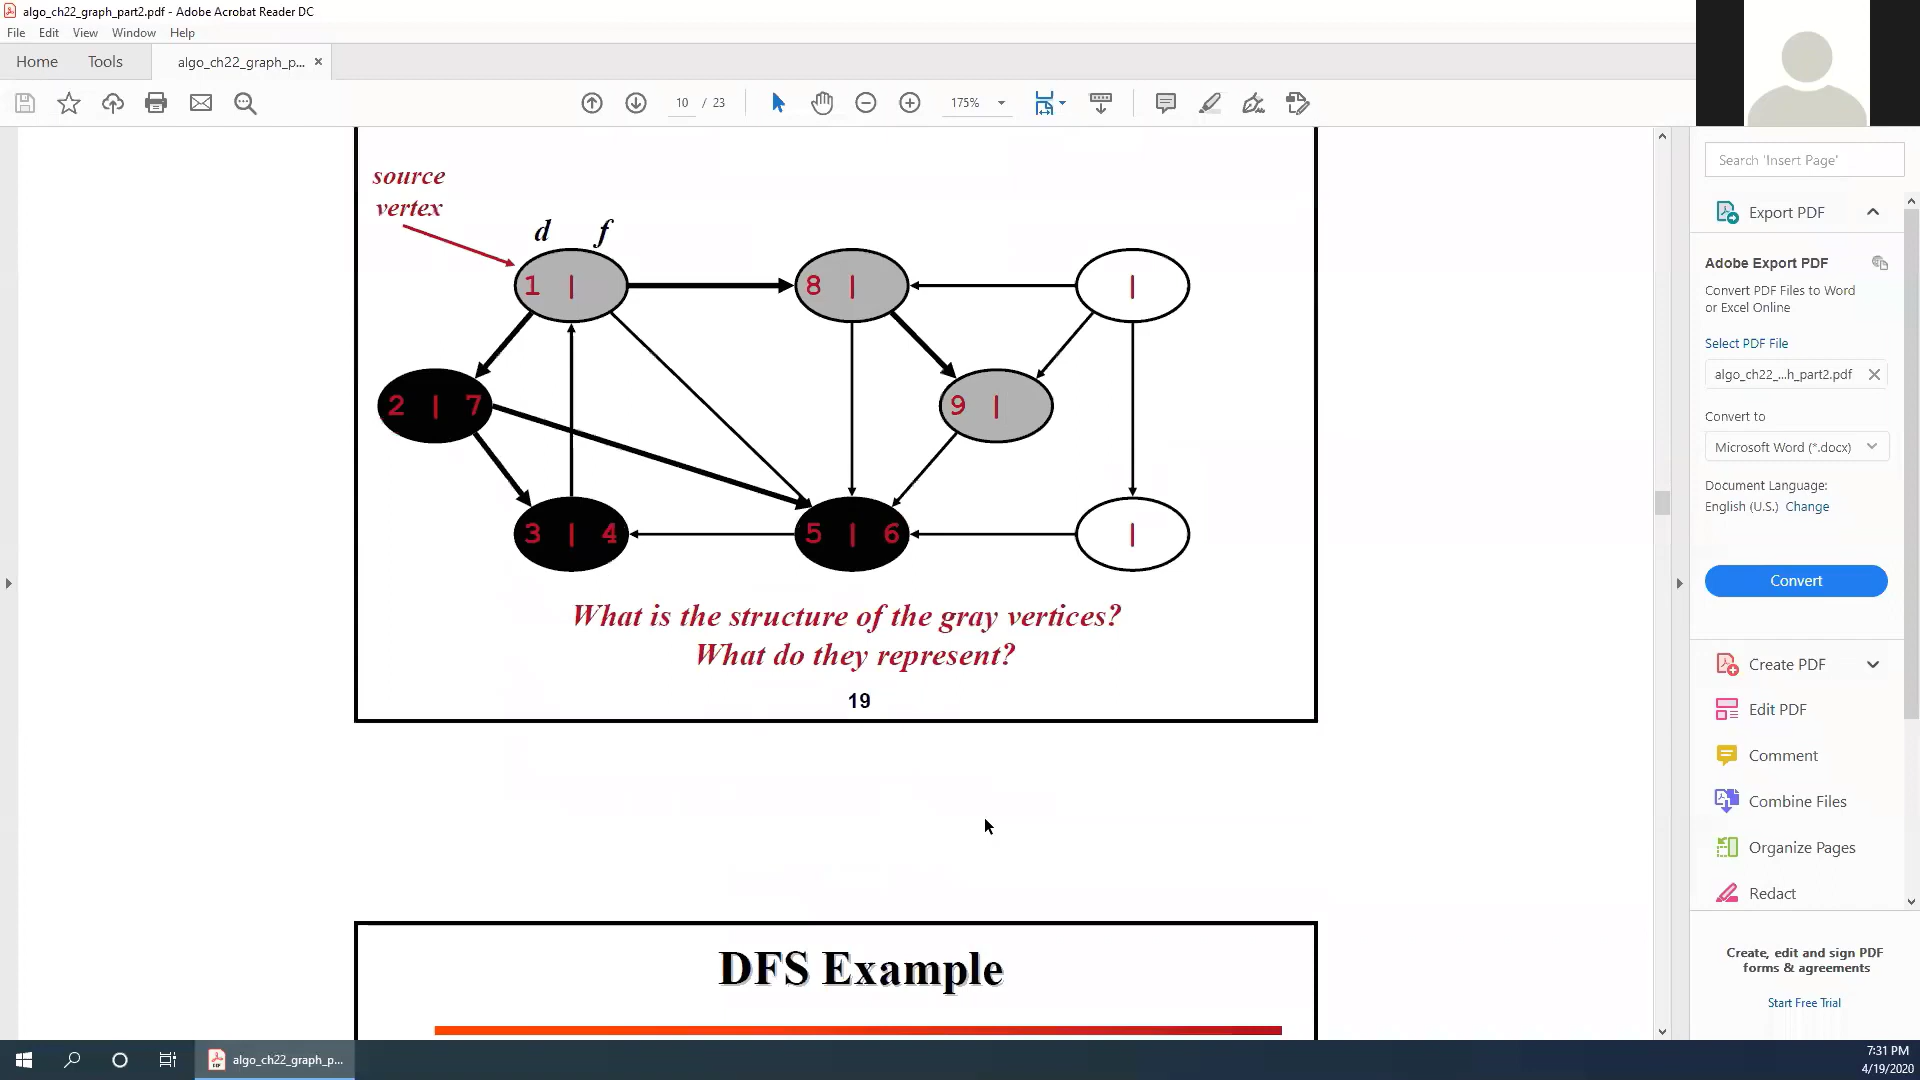 algo_ch22_graph_part2.pdf - Adobe Acrobat Reader DC
File Edit View Window Help
Home Tools algo_ch22_graph_p... ×
10 / 23 175%
source
vertex
d f
1 | 8 | |
2 | 7 9 |
3 | 4 5 | 6 |
What is the structure of the gray vertices?
What do they represent?
19
DFS Example
Search 'Insert Page'
Export PDF
Adobe Export PDF
Convert PDF Files to Word
or Excel Online
Select PDF File
algo_ch22_...h_part2.pdf
Convert to
Microsoft Word (*.docx)
Document Language:
English (U.S.) Change
Convert
Create PDF
Edit PDF
Comment
Combine Files
Organize Pages
Redact
Create, edit and sign PDF
forms & agreements
Start Free Trial
algo_ch22_graph_p...
7:31 PM
4/19/2020